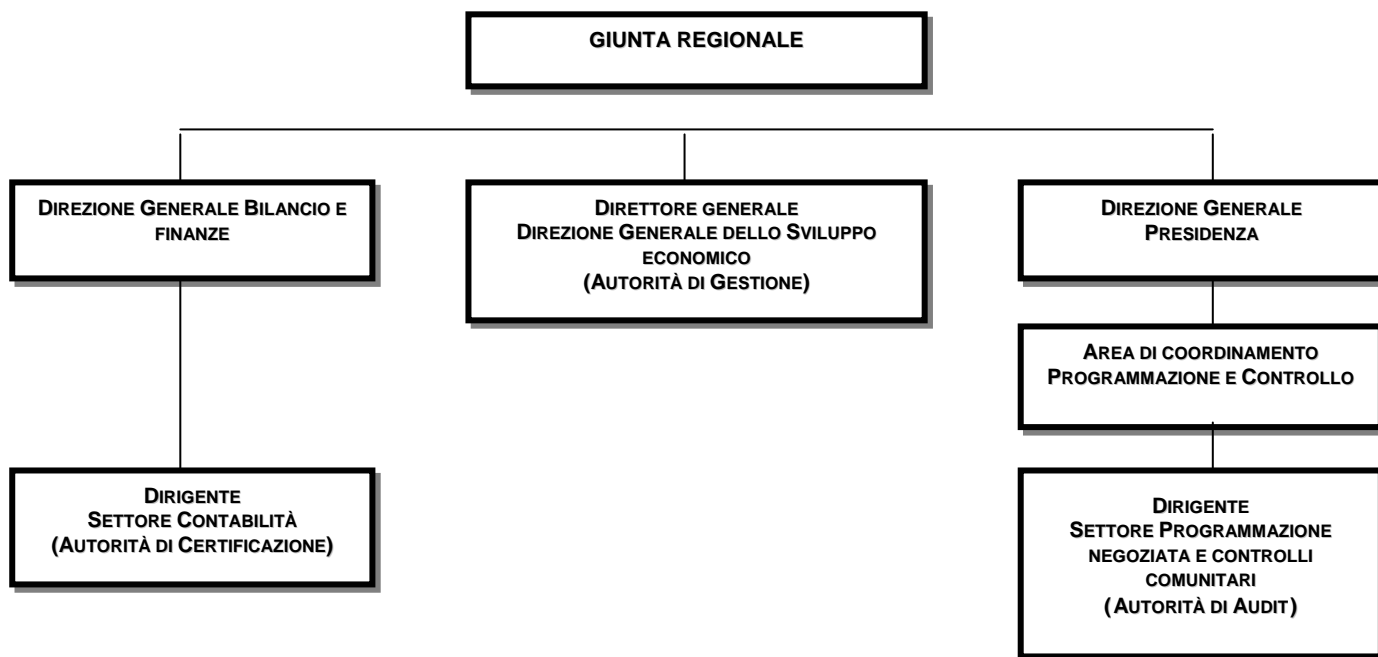 GIUNTA REGIONALE
DIREZIONE GENERALE BILANCIO E
FINANZE
DIRETTORE GENERALE
DIREZIONE GENERALE DELLO SVILUPPO
ECONOMICO
(AUTORITÀ DI GESTIONE)
DIREZIONE GENERALE
PRESIDENZA
AREA DI COORDINAMENTO
PROGRAMMAZIONE E CONTROLLO
DIRIGENTE
SETTORE CONTABILITÀ
(AUTORITÀ DI CERTIFICAZIONE)
DIRIGENTE
SETTORE PROGRAMMAZIONE
NEGOZIATA E CONTROLLI
COMUNITARI
(AUTORITÀ DI AUDIT)